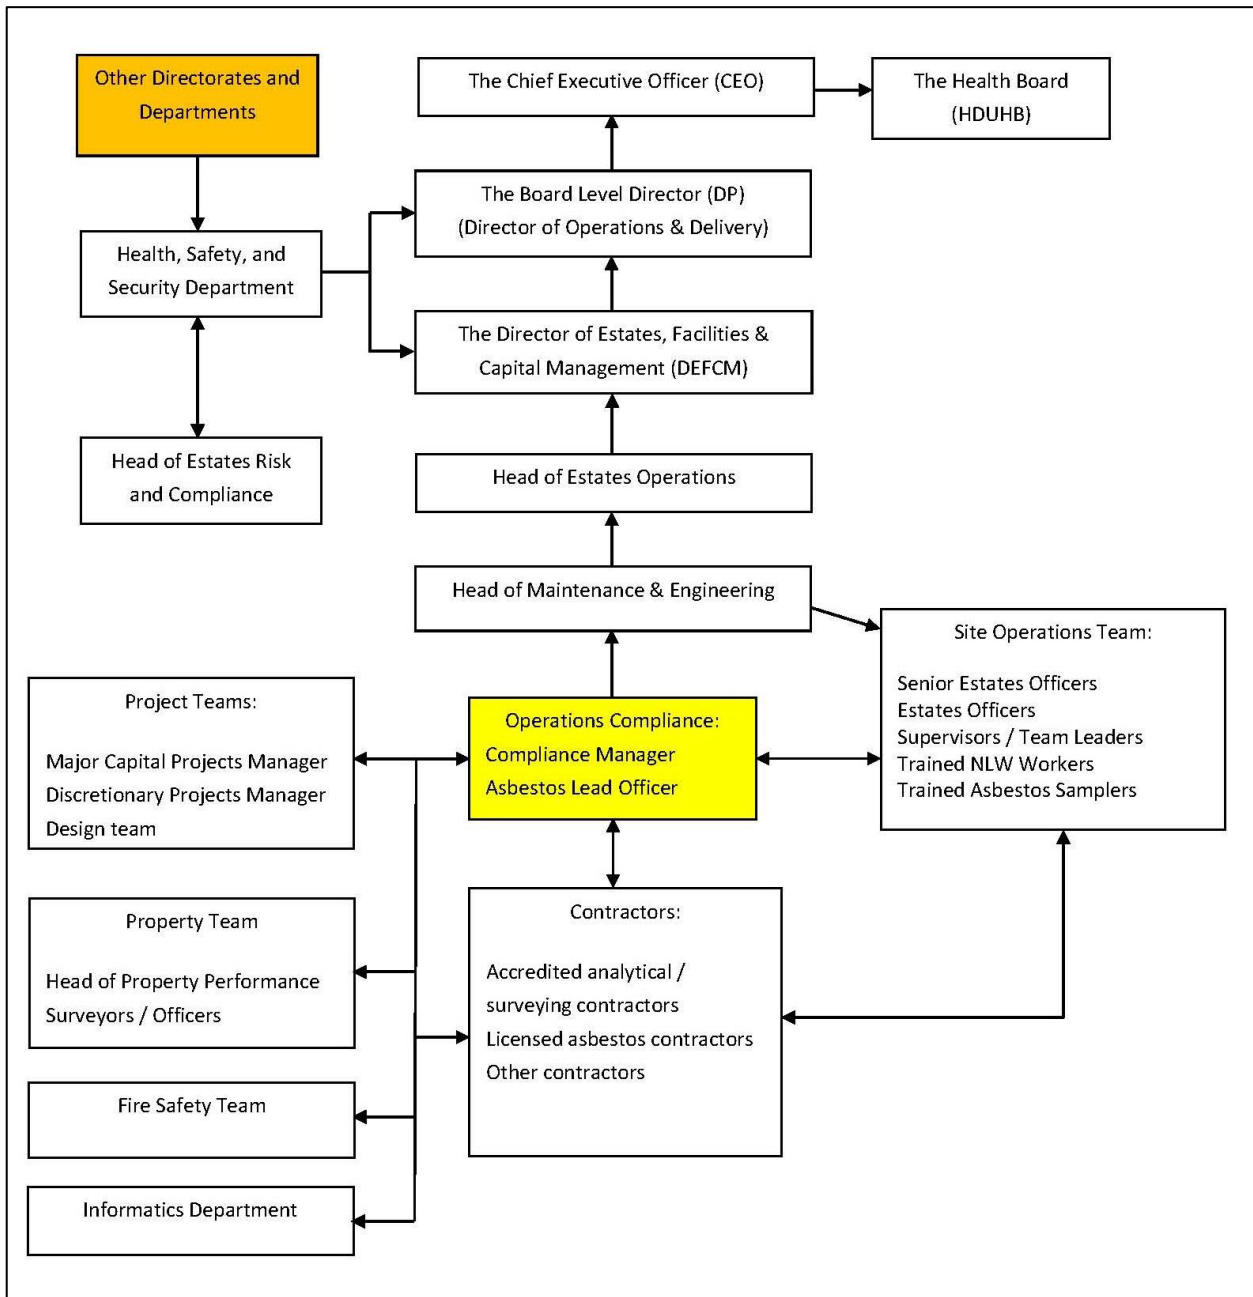 Other Directorates and
Departments
The Chief Executive Officer (CEO)
The Health Board
(HDUHB)
The Board Level Director (DP)
(Director of Operations & Delivery)
Health, Safety, and
Security Department
The Director of Estates, Facilities &
Capital Management (DEFCM)
Head of Estates Risk
and Compliance
Head of Estates Operations
Head of Maintenance & Engineering
Site Operations Team:
Senior Estates Officers
Estates Officers
Supervisors / Team Leaders
Trained NLW Workers
Trained Asbestos Samplers
Project Teams:
Major Capital Projects Manager
Discretionary Projects Manager
Design team
Operations Compliance:
Compliance Manager
Asbestos Lead Officer
Property Team
Head of Property Performance
Surveyors / Officers
Contractors:
Accredited analytical /
surveying contractors
Licensed asbestos contractors
Other contractors
Fire Safety Team
Informatics Department